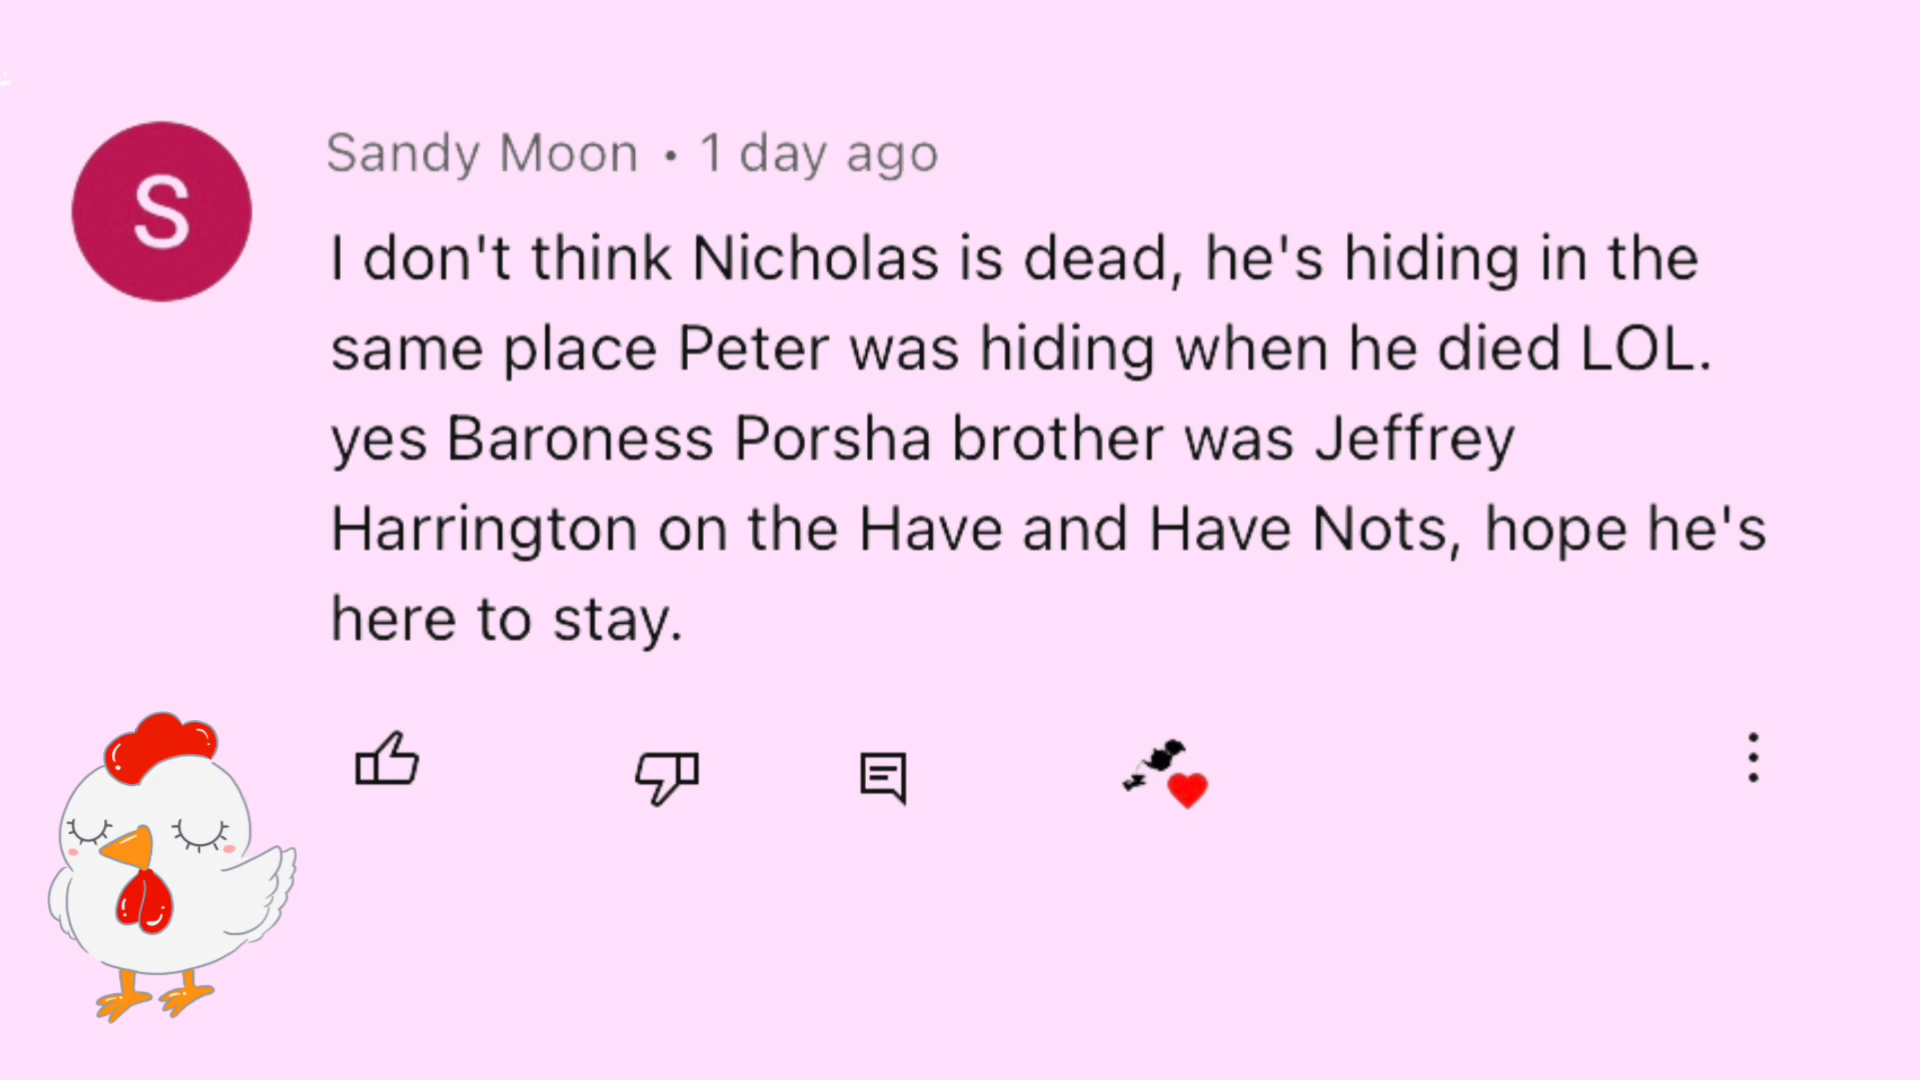 S
Sandy Moon • 1 day ago
I don't think Nicholas is dead, he's hiding in the
same place Peter was hiding when he died LOL.
yes Baroness Porsha brother was Jeffrey
Harrington on the Have and Have Nots, hope he's
here to stay.